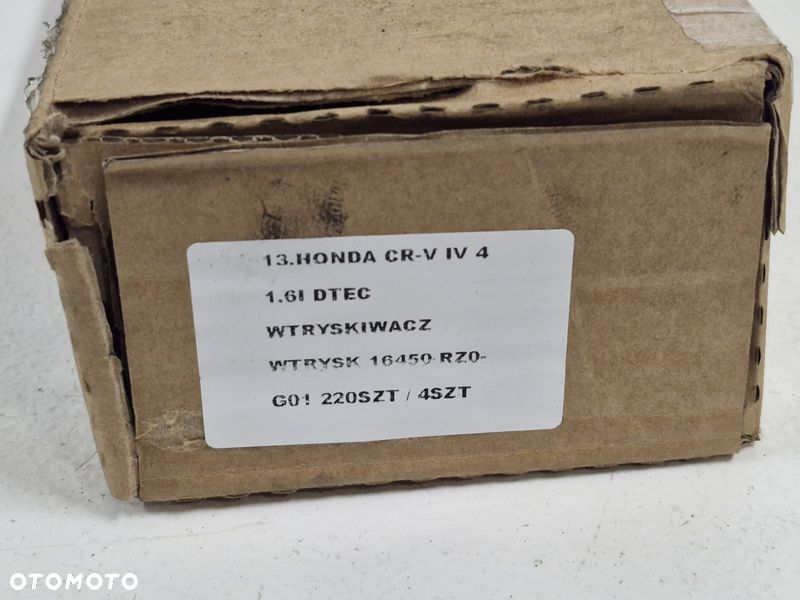 13.HONDA CR-V IV 4
1.6I DTEC
WTRYSKIWACZ
WTRYSK 16450-RZ0-
G01 220SZT / 4SZT
OTOMOTO